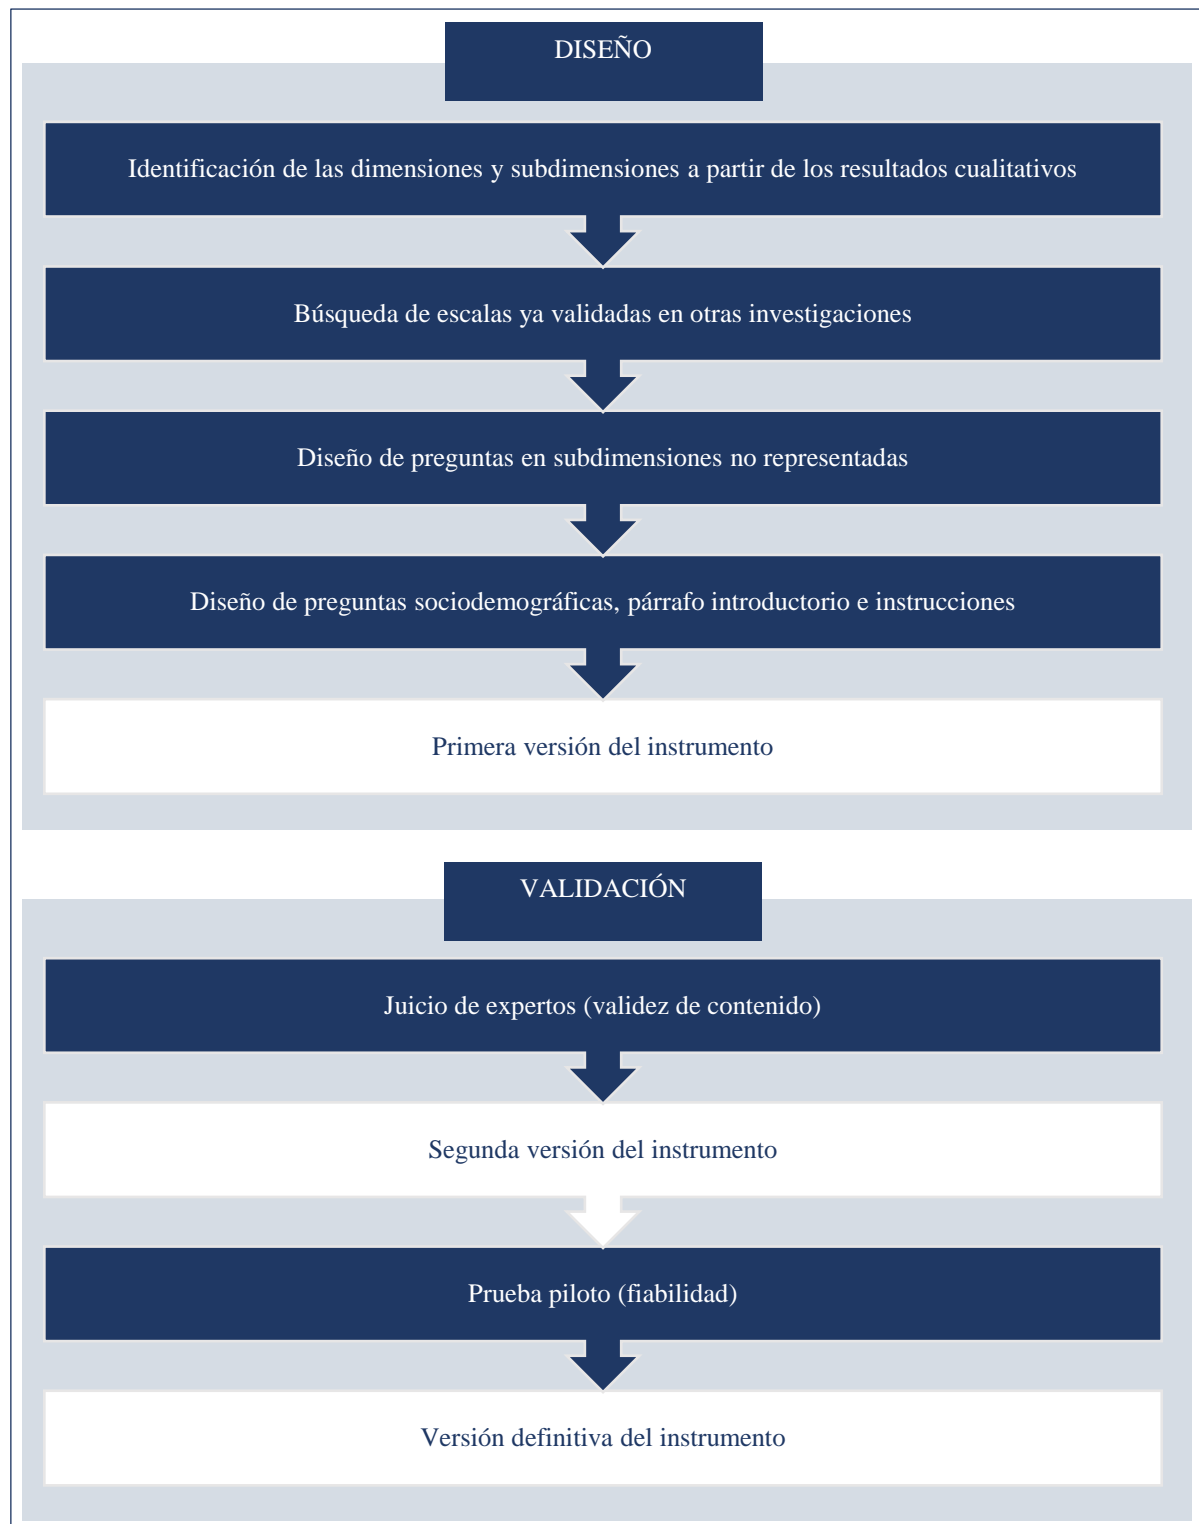 DISEÑO
Identificación de las dimensiones y subdimensiones a partir de los resultados cualitativos
Búsqueda de escalas ya validadas en otras investigaciones
Diseño de preguntas en subdimensiones no representadas
Diseño de preguntas sociodemográficas, párrafo introductorio e instrucciones
Primera versión del instrumento
VALIDACIÓN
Juicio de expertos (validez de contenido)
Segunda versión del instrumento
Prueba piloto (fiabilidad)
Versión definitiva del instrumento